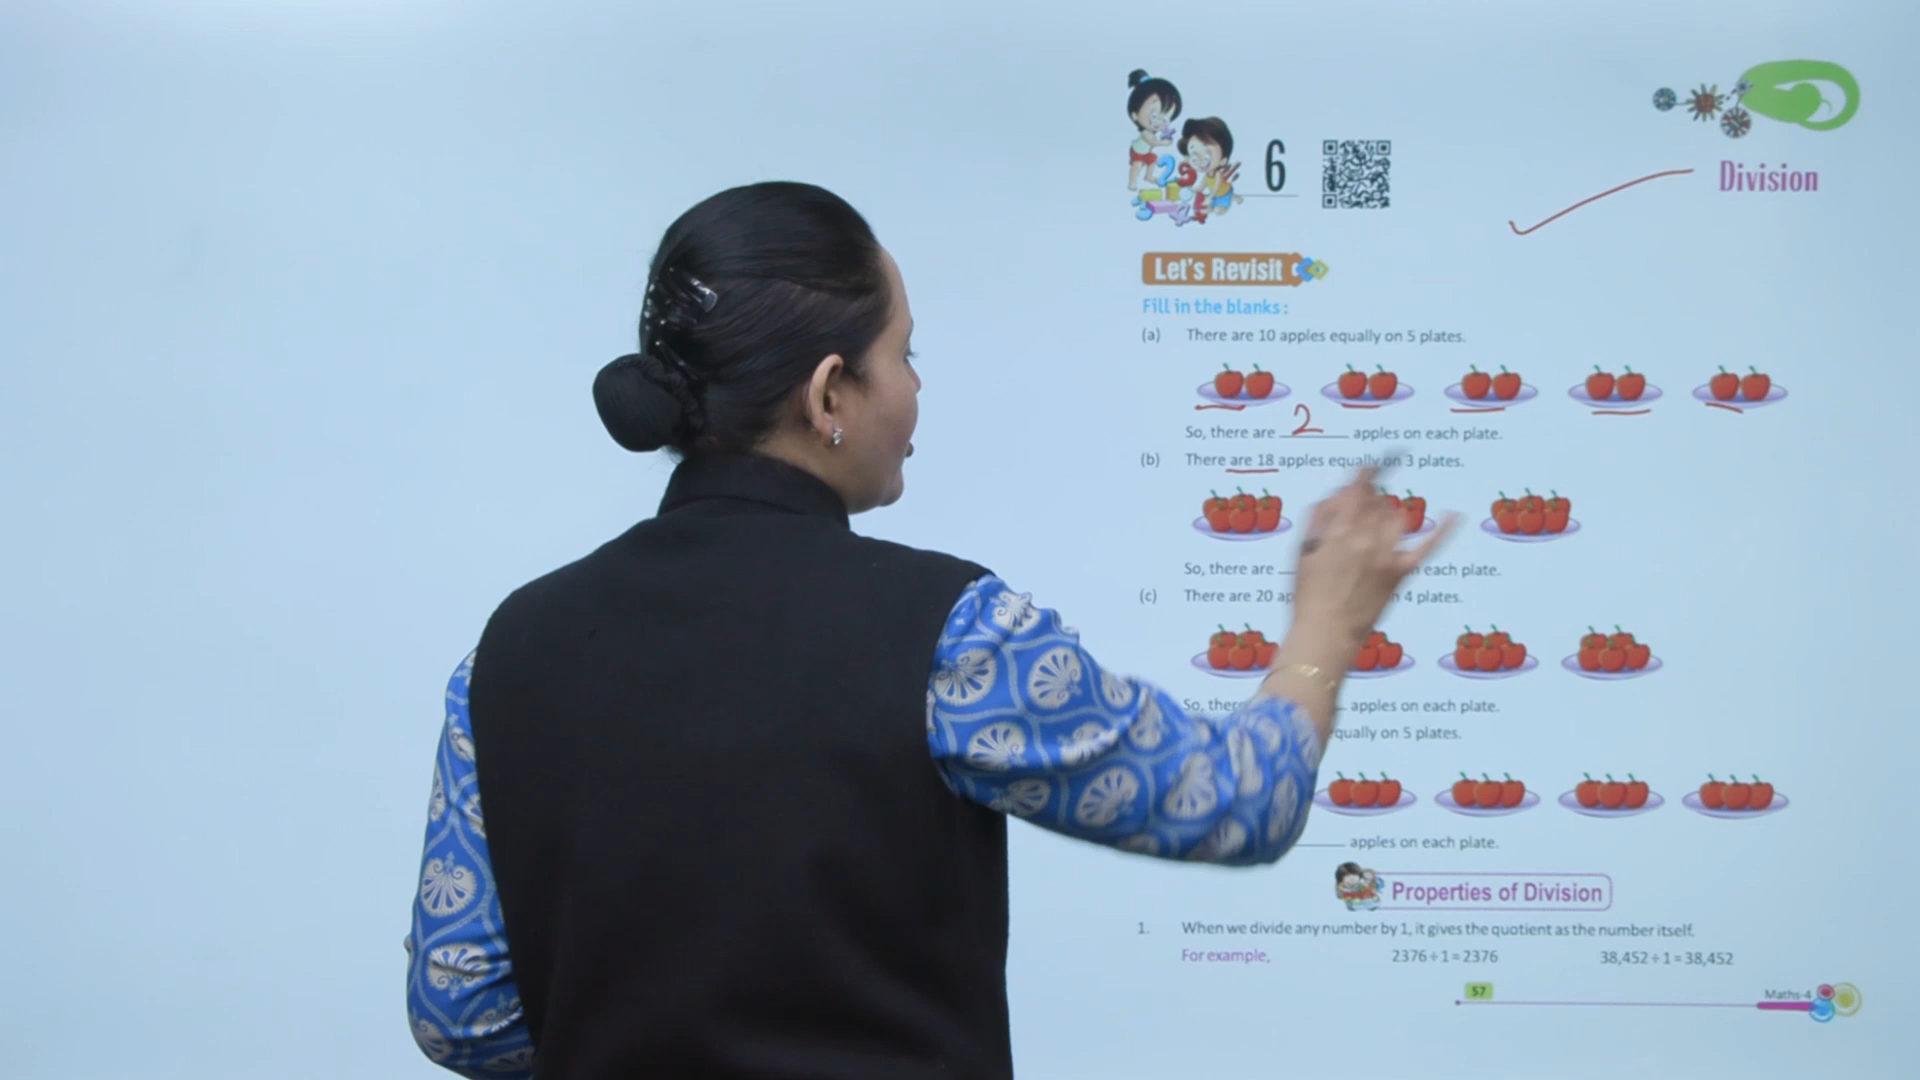 6
Division
Let's Revisit
Fill in the blanks:
(a) There are 10 apples equally on 5 plates.
So, there are 2 apples on each plate.
(b) There are 18 apples equally on 3 plates.
So, there are each plate.
(c) There are 20 4 plates.
So, apples on each plate.
on 5 plates.
apples on each plate.
Properties of Division
1. When we divide any number by 1, it gives the quotient as the number itself.
For example, 2376÷1=2376 38,452÷1=38,452
57
Maths-4